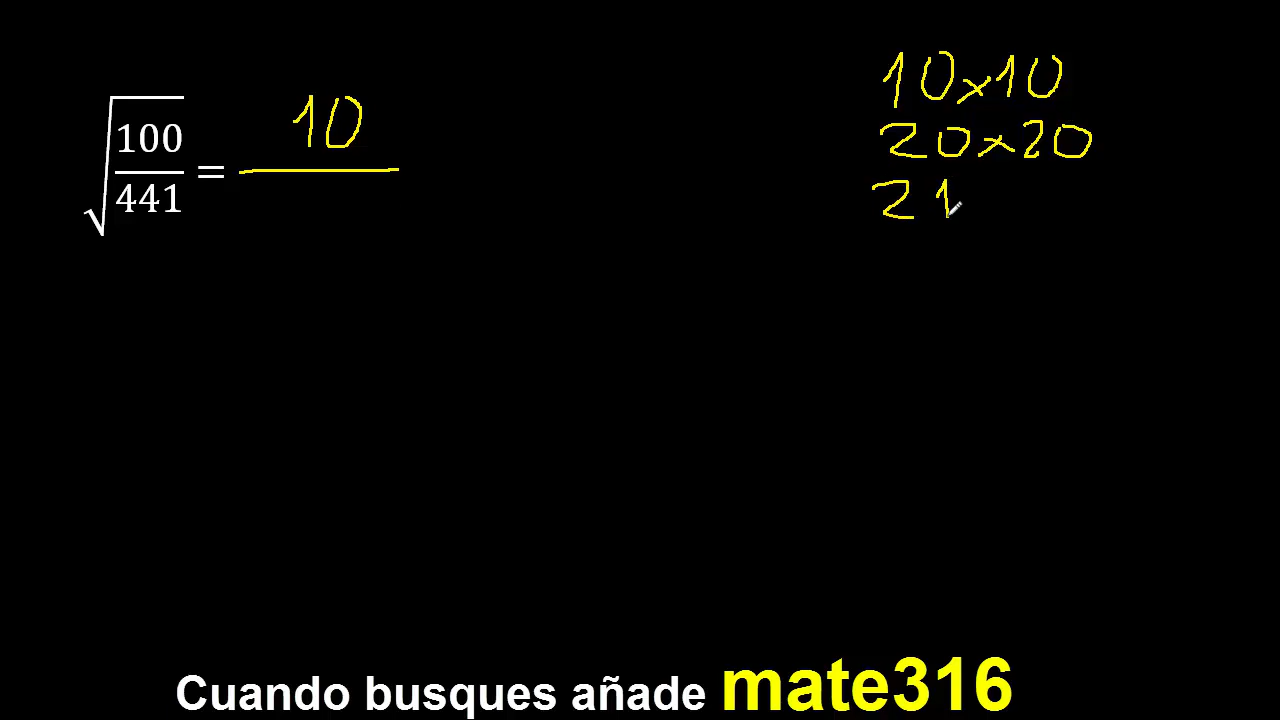 √(100/441) = 10
10x10
20x20
21
Cuando busques añade mate316